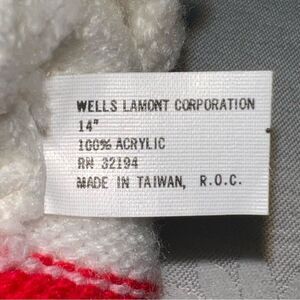 WELLS LAMONT CORPORATION
14"
100% ACRYLIC
RN 32194
MADE IN TAIWAN, R.O.C.